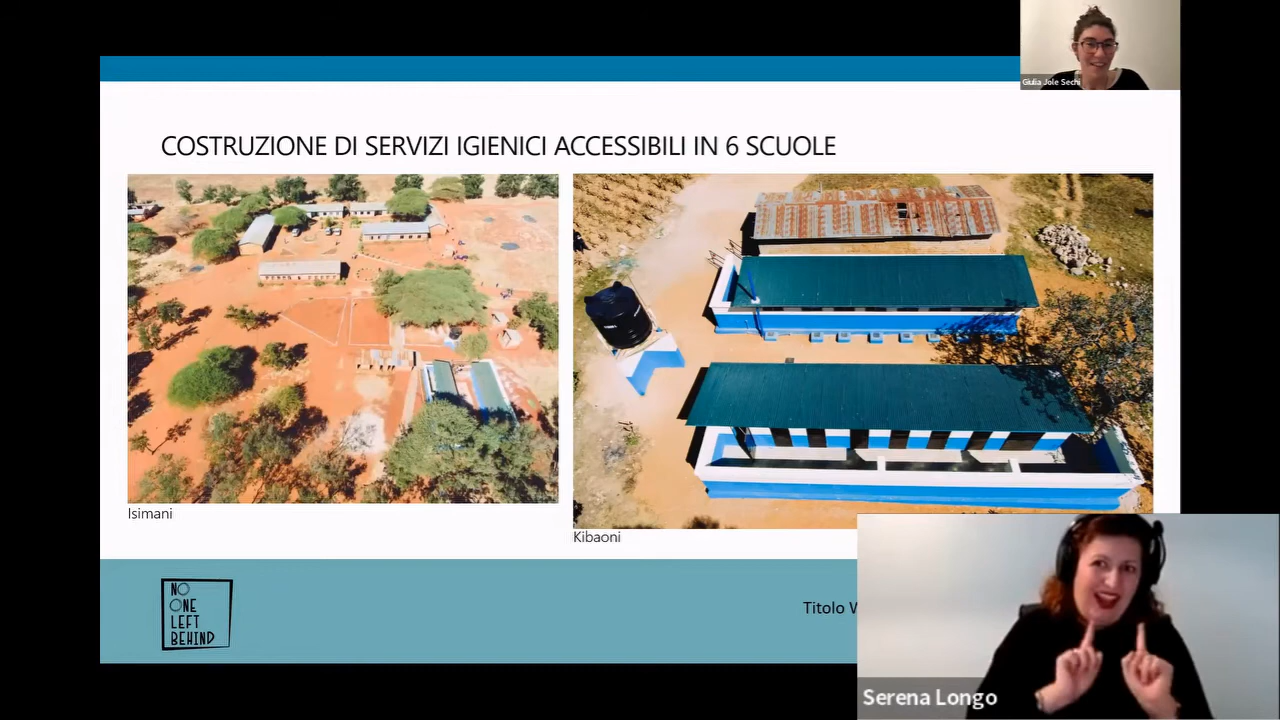 Giulia Jole Sechi
COSTRUZIONE DI SERVIZI IGIENICI ACCESSIBILI IN 6 SCUOLE
Isimani
Kibaoni
NO
ONE
LEFT
BEHIND
Titolo W
Serena Longo